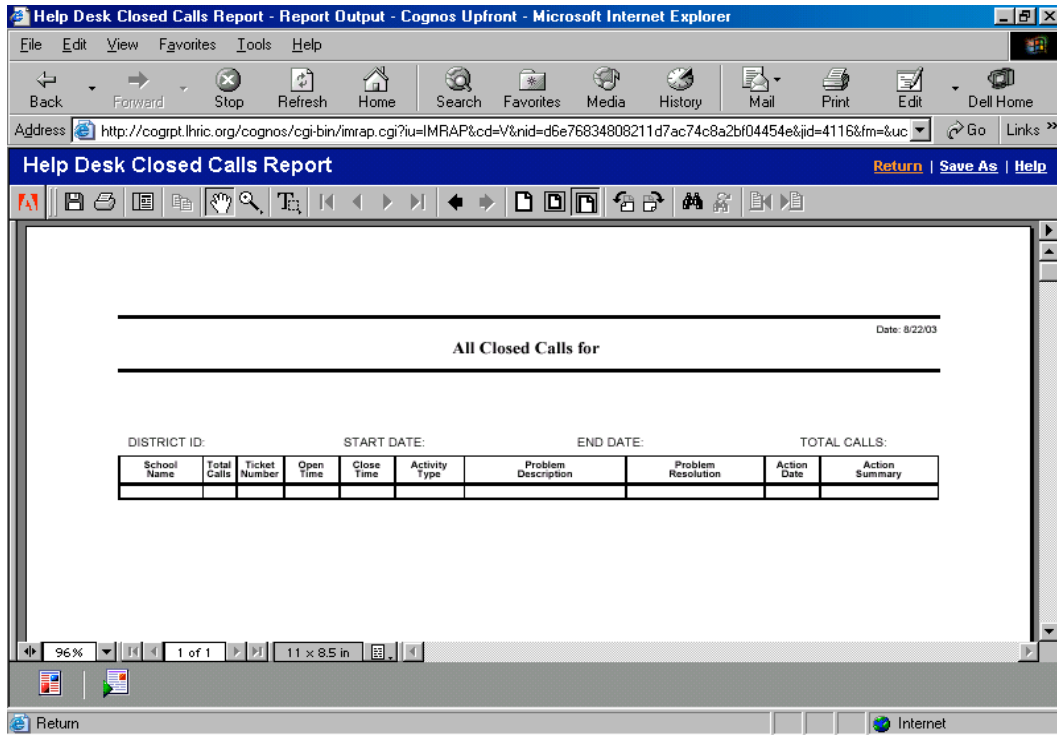 Help Desk Closed Calls Report - Report Output - Cognos Upfront - Microsoft Internet Explorer
File Edit View Favorites Tools Help
Back Forward Stop Refresh Home Search Favorites Media History Mail Print Edit Dell Home
Address http://cogrpt.lhric.org/cognos/cgi-bin/imrap.cgi?iu=IMRAP&cd=V&nid=d6e76834808211d7ac74c8a2bf04454e&jid=4116&fm=&uc Go Links »
Help Desk Closed Calls Report Return | Save As | Help
Date: 8/22/03
All Closed Calls for
DISTRICT ID: START DATE: END DATE: TOTAL CALLS:
School Total Ticket Open Close Activity Problem Problem Action Action
Name Calls Number Time Time Type Description Resolution Date Summary
96% 1 of 1 11 x 8.5 in
Return Internet